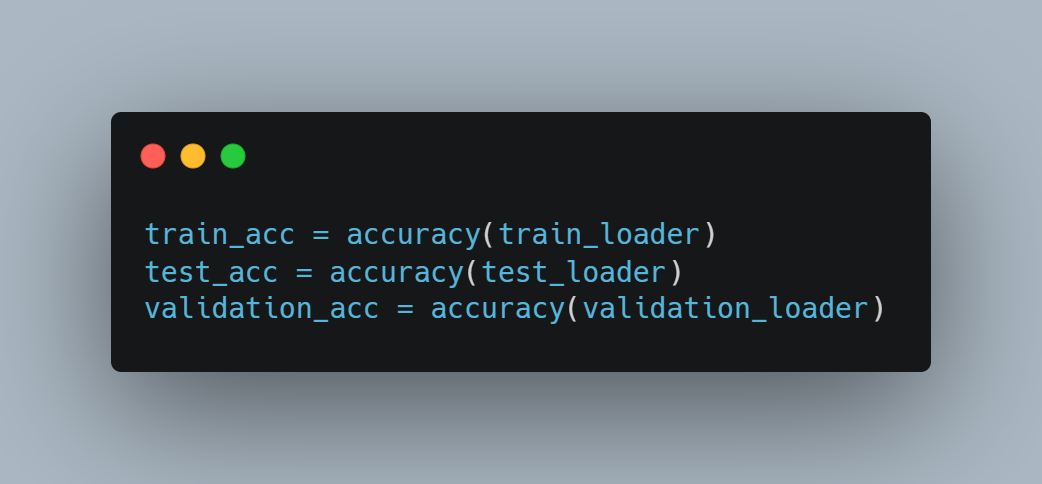 train_acc = accuracy(train_loader)
test_acc = accuracy(test_loader)
validation_acc = accuracy(validation_loader)